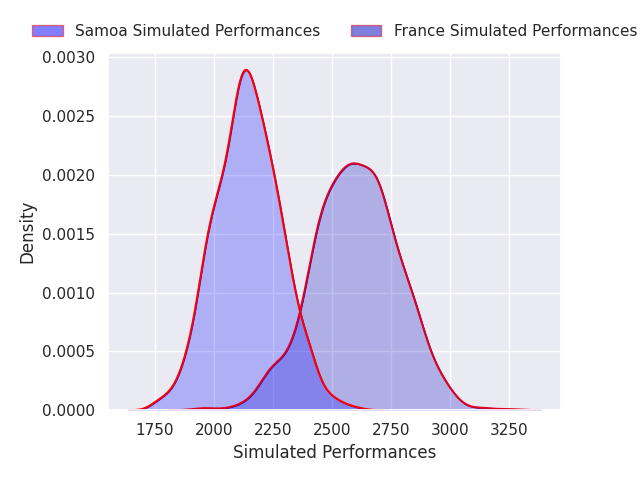 Samoa Simulated Performances France Simulated Performances
0.0030
0.0025
0.0020
0.0015
0.0010
0.0005
0.0000
Density
1750 2000 2250 2500 2750 3000 3250
Simulated Performances